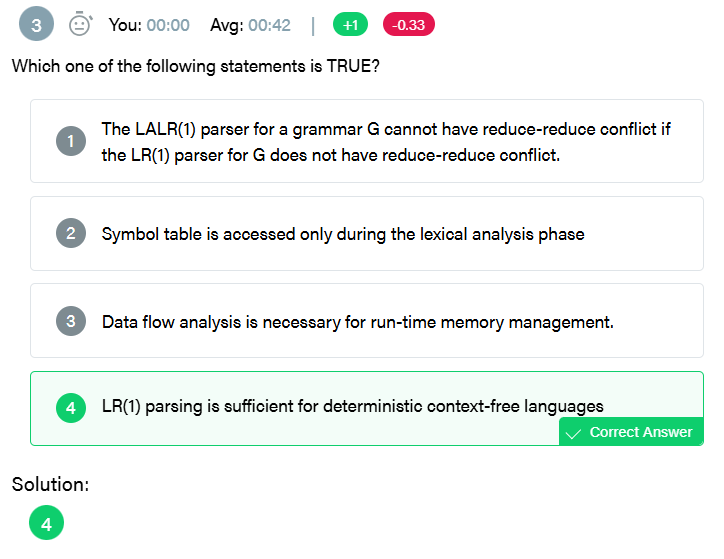 3 You: 00:00 Avg: 00:42 | +1 -0.33
Which one of the following statements is TRUE?
1 The LALR(1) parser for a grammar G cannot have reduce-reduce conflict if
the LR(1) parser for G does not have reduce-reduce conflict.
2 Symbol table is accessed only during the lexical analysis phase
3 Data flow analysis is necessary for run-time memory management.
4 LR(1) parsing is sufficient for deterministic context-free languages
Correct Answer
Solution:
4